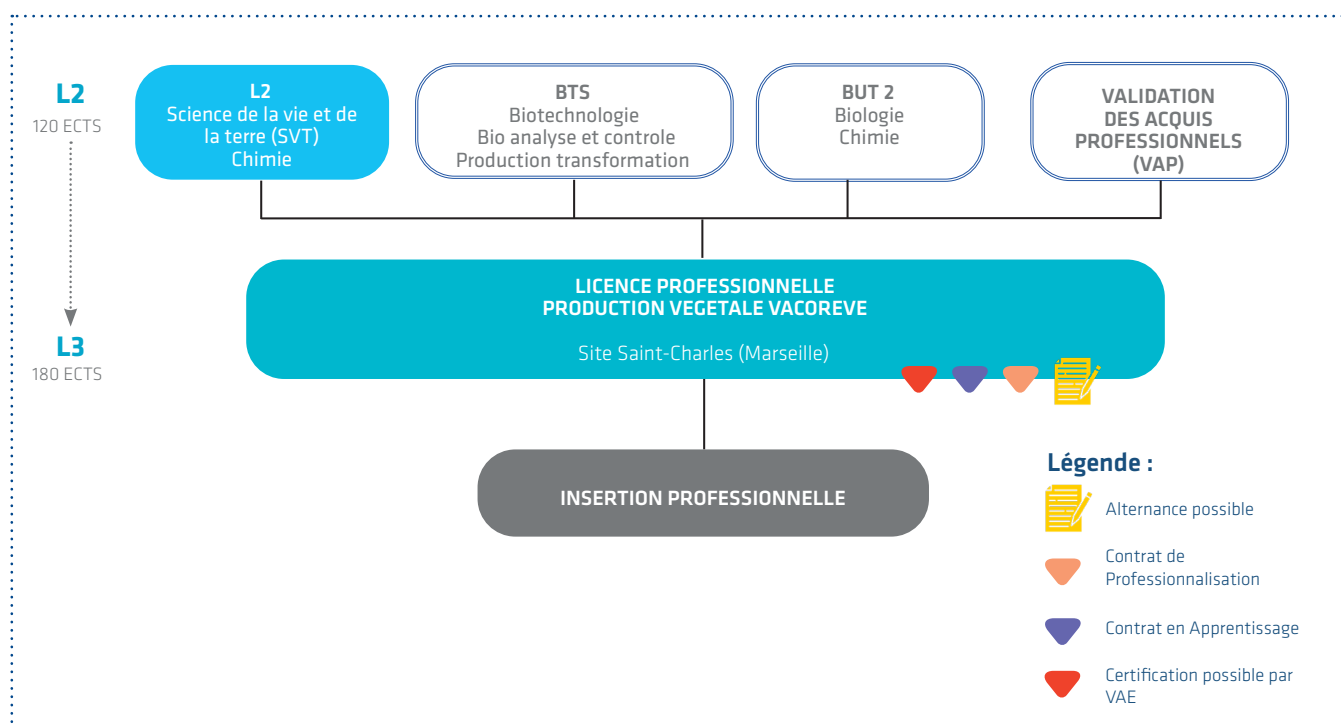 L2
120 ECTS
L2
Science de la vie et de
la terre (SVT)
Chimie
BTS
Biotechnologie
Bio analyse et controle
Production transformation
BUT 2
Biologie
Chimie
VALIDATION
DES ACQUIS
PROFESSIONNELS
(VAP)
LICENCE PROFESSIONNELLE
PRODUCTION VEGETALE VACOREVE
Site Saint-Charles (Marseille)
L3
180 ECTS
INSERTION PROFESSIONNELLE
Légende :
Alternance possible
Contrat de
Professionnalisation
Contrat en Apprentissage
Certification possible par
VAE